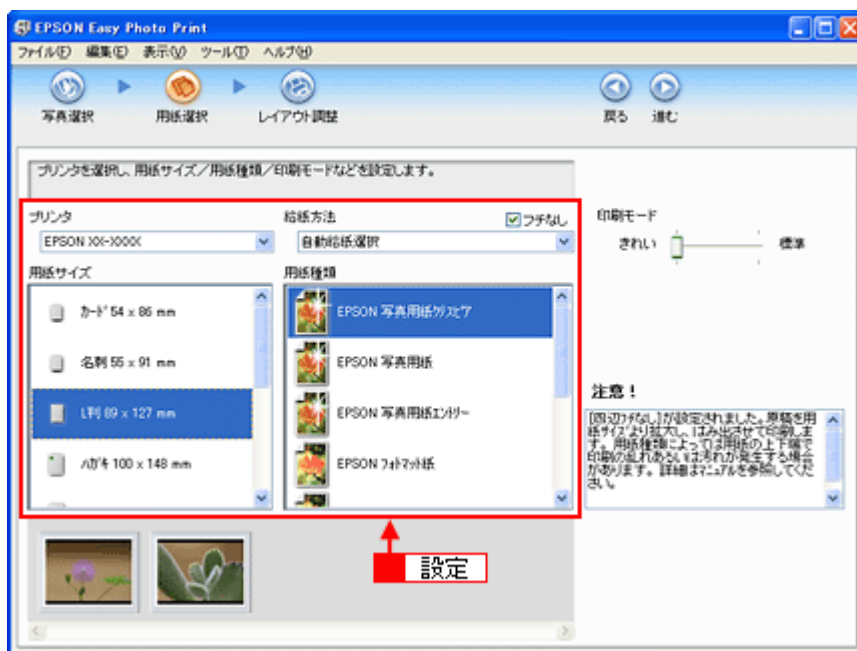 EPSON Easy Photo Print
ファイル(F) 編集(E) 表示(V) ツール(T) ヘルプ(H)
写真選択 用紙選択 レイアウト調整 戻る 進む
プリンタを選択し、用紙サイズ/用紙種類/印刷モードなどを設定します。
プリンタ
EPSON XX-XXXX
給紙方法
フチなし
自動給紙選択
用紙サイズ
カード 54 x 86 mm
名刺 55 x 91 mm
L判 89 x 127 mm
ハガキ 100 x 148 mm
用紙種類
EPSON 写真用紙クリスピア
EPSON 写真用紙
EPSON 写真用紙エントリー
EPSON フォトマット紙
印刷モード
きれい 標準
注意!
[四辺フチなし]が設定されました。原稿を用
紙サイズより拡大し、はみ出させて印刷しま
す。用紙種類によっては用紙の上下端で
印刷の乱れあるいは汚れが発生する場合
があります。詳細はマニュアルを参照してくだ
さい。
設定